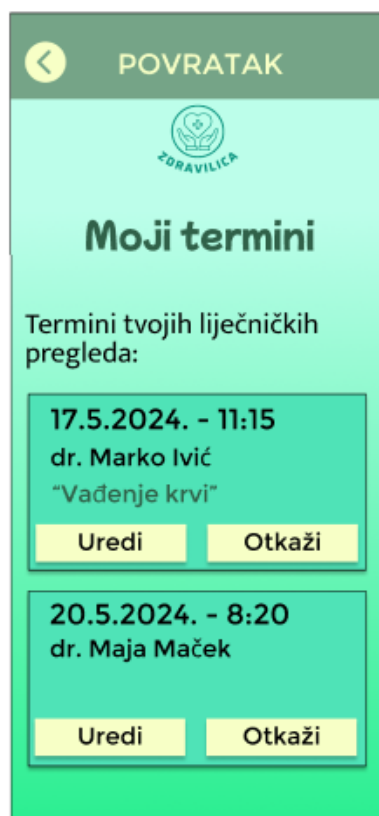 POVRATAK
ZDRAVILICA
Moji termini
Termini tvojih liječničkih
pregleda:
17.5.2024. - 11:15
dr. Marko Ivić
“Vađenje krvi”
Uredi Otkaži
20.5.2024. - 8:20
dr. Maja Maček
Uredi Otkaži